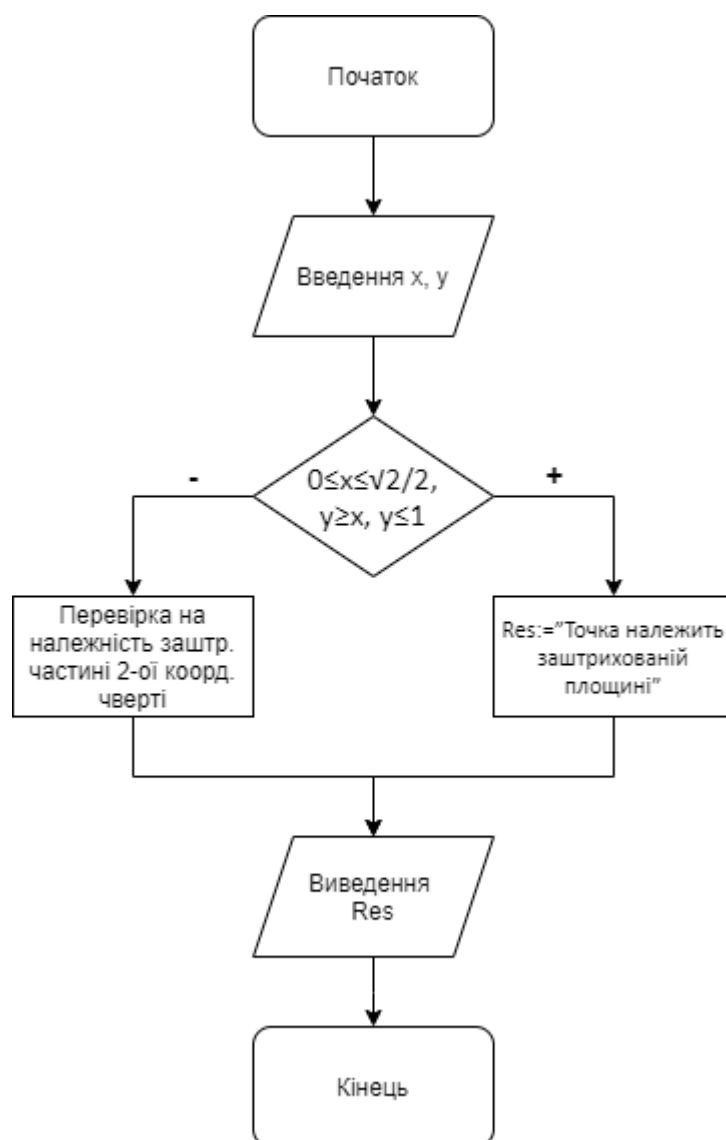 Початок
Введення x, y
0≤x≤√2/2,
y≥x, y≤1
-
+
Перевірка на
належність заштр.
частині 2-ої коорд.
чверті
Res:="Точка належить
заштрихованій
площині"
Виведення
Res
Кінець